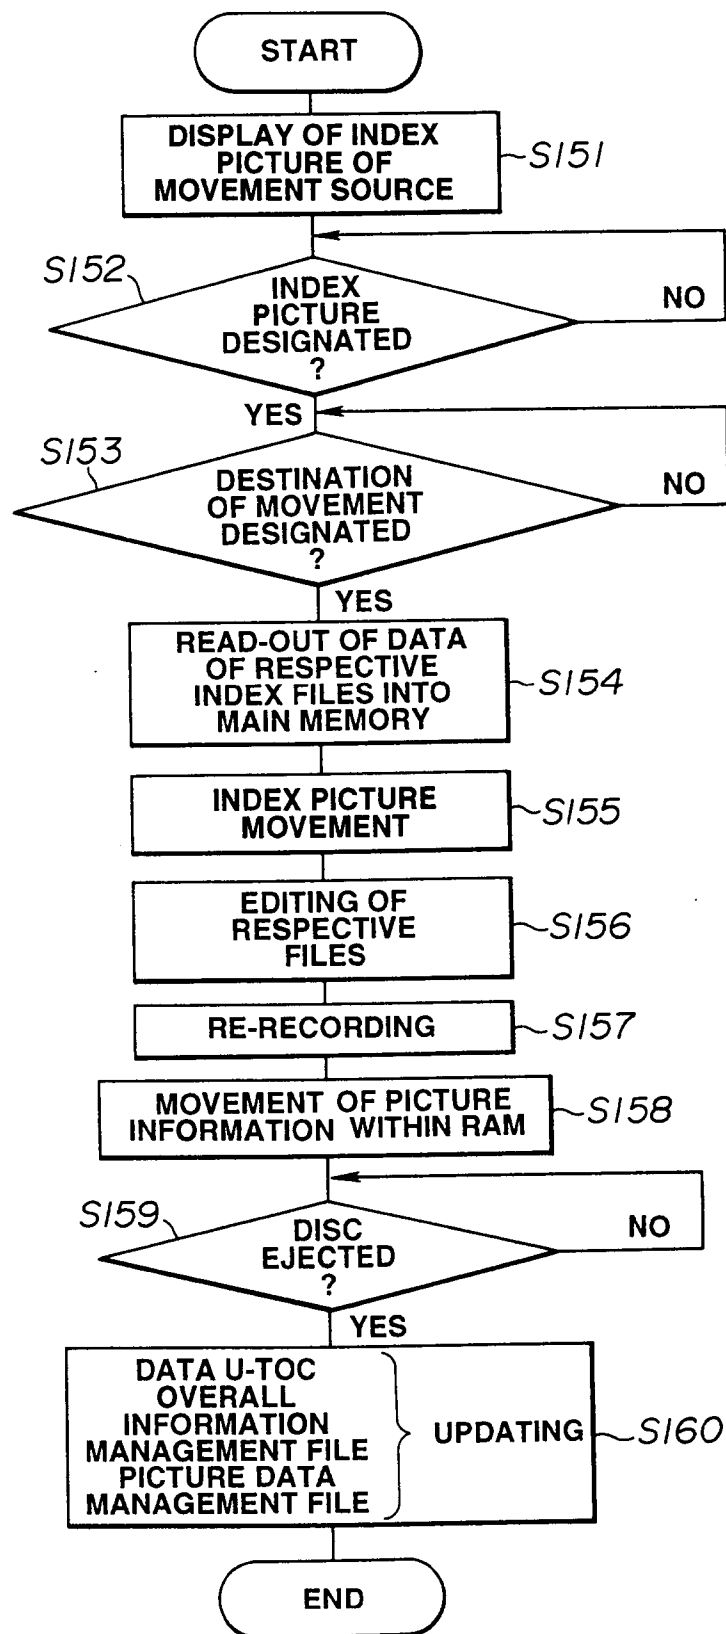 START
DISPLAY OF INDEX
PICTURE OF
MOVEMENT SOURCE
S151
S152
INDEX
PICTURE
DESIGNATED
?
NO
YES
S153
DESTINATION
OF MOVEMENT
DESIGNATED
?
NO
YES
READ-OUT OF DATA
OF RESPECTIVE
INDEX FILES INTO
MAIN MEMORY
S154
INDEX PICTURE
MOVEMENT
S155
EDITING OF
RESPECTIVE
FILES
S156
RE-RECORDING
S157
MOVEMENT OF PICTURE
INFORMATION WITHIN RAM
S158
S159
DISC
EJECTED
?
NO
YES
DATA U-TOC
OVERALL
INFORMATION
MANAGEMENT FILE
PICTURE DATA
MANAGEMENT FILE
UPDATING
S160
END